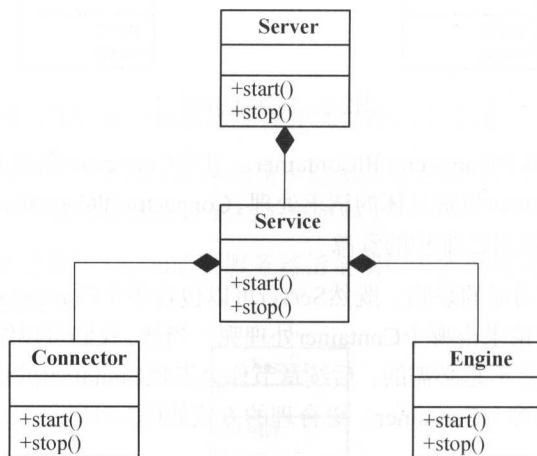 Server
+start()
+stop()
Service
+start()
+stop()
Connector
+start()
+stop()
Engine
+start()
+stop()